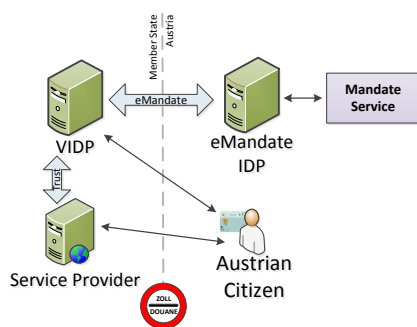 Member State
Austria
eMandate
Mandate
Service
VIDP
eMandate
IDP
Trust
Service Provider
Austrian
Citizen
ZOLL
DOUANE